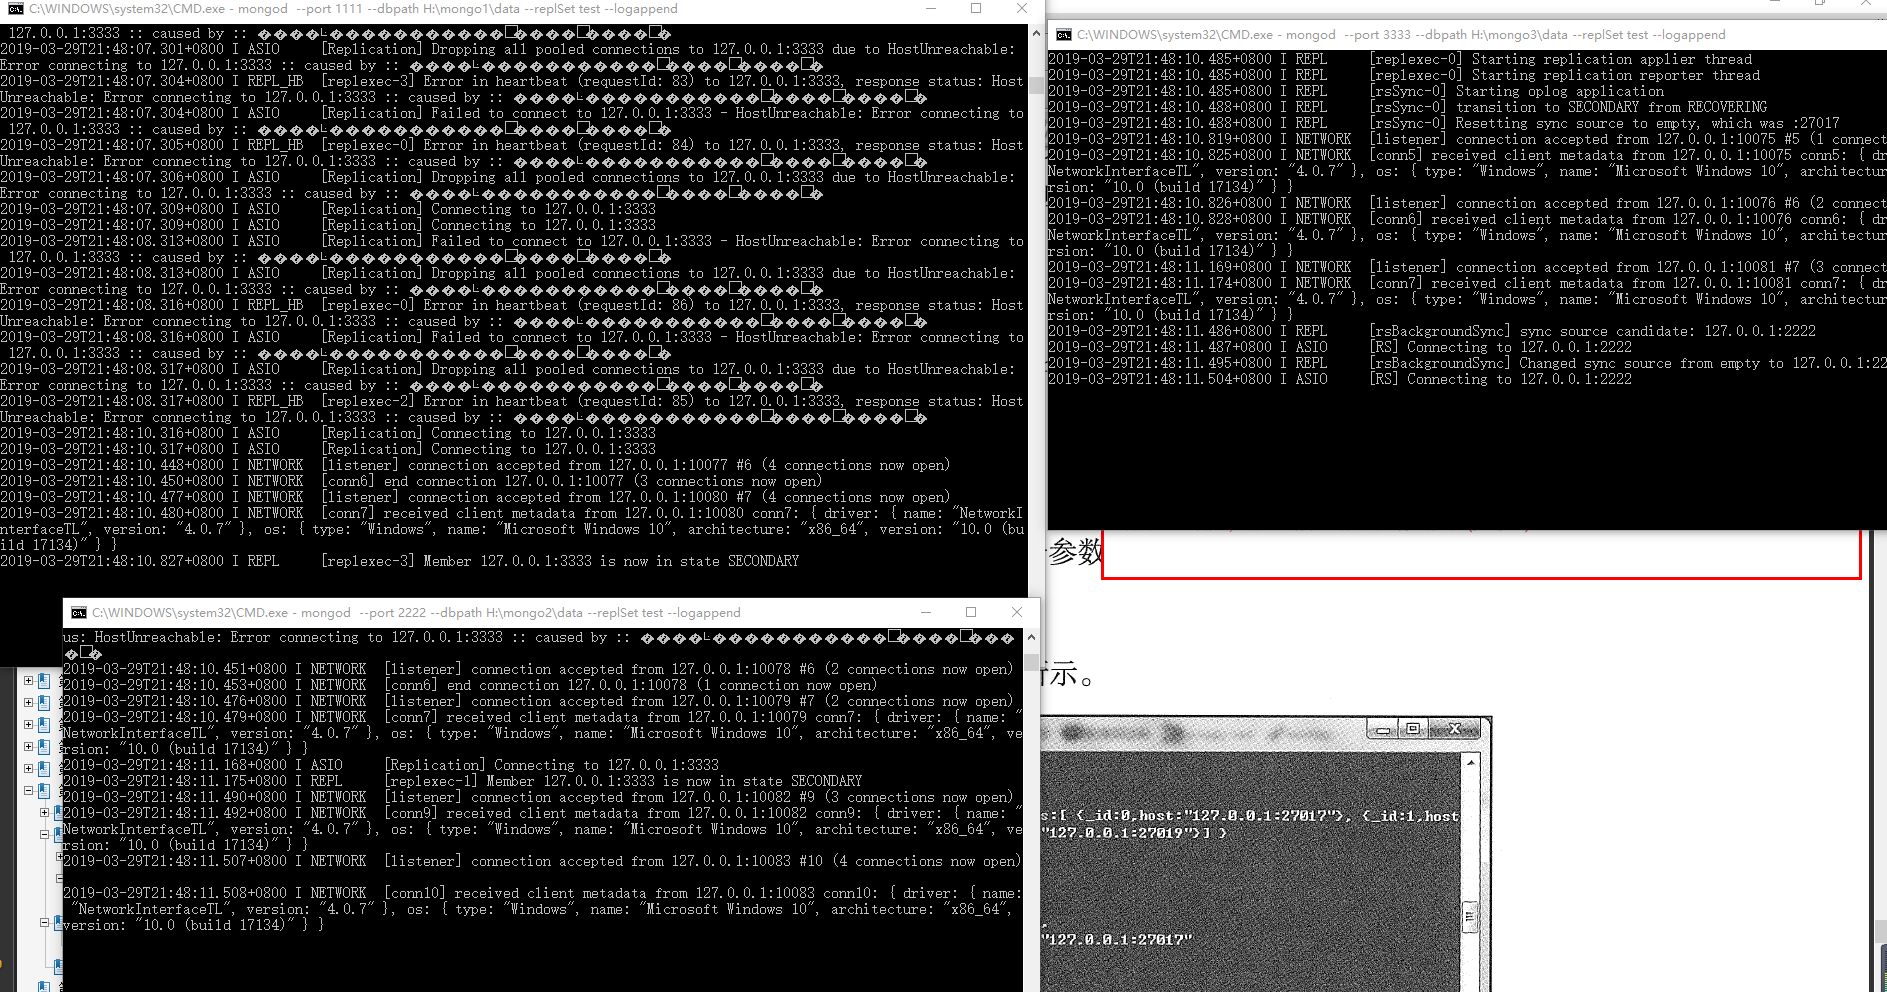 C:\WINDOWS\system32\CMD.exe - mongod  --port 1111 --dbpath H:\mongo1\data --replSet test --logappend
127.0.0.1:3333 :: caused by ::
2019-03-29T21:48:07.301+0800 I ASIO     [Replication] Dropping all pooled connections to 127.0.0.1:3333 due to HostUnreachable:
Error connecting to 127.0.0.1:3333 :: caused by ::
2019-03-29T21:48:07.304+0800 I REPL_HB  [replexec-3] Error in heartbeat (requestId: 83) to 127.0.0.1:3333, response status: Host
Unreachable: Error connecting to 127.0.0.1:3333 :: caused by ::
2019-03-29T21:48:07.304+0800 I ASIO     [Replication] Failed to connect to 127.0.0.1:3333 - HostUnreachable: Error connecting to
127.0.0.1:3333 :: caused by ::
2019-03-29T21:48:07.305+0800 I REPL_HB  [replexec-0] Error in heartbeat (requestId: 84) to 127.0.0.1:3333, response status: Host
Unreachable: Error connecting to 127.0.0.1:3333 :: caused by ::
2019-03-29T21:48:07.306+0800 I ASIO     [Replication] Dropping all pooled connections to 127.0.0.1:3333 due to HostUnreachable:
Error connecting to 127.0.0.1:3333 :: caused by ::
2019-03-29T21:48:07.309+0800 I ASIO     [Replication] Connecting to 127.0.0.1:3333
2019-03-29T21:48:07.309+0800 I ASIO     [Replication] Connecting to 127.0.0.1:3333
2019-03-29T21:48:08.313+0800 I ASIO     [Replication] Failed to connect to 127.0.0.1:3333 - HostUnreachable: Error connecting to
127.0.0.1:3333 :: caused by ::
2019-03-29T21:48:08.313+0800 I ASIO     [Replication] Dropping all pooled connections to 127.0.0.1:3333 due to HostUnreachable:
Error connecting to 127.0.0.1:3333 :: caused by ::
2019-03-29T21:48:08.316+0800 I REPL_HB  [replexec-0] Error in heartbeat (requestId: 86) to 127.0.0.1:3333, response status: Host
Unreachable: Error connecting to 127.0.0.1:3333 :: caused by ::
2019-03-29T21:48:08.316+0800 I ASIO     [Replication] Failed to connect to 127.0.0.1:3333 - HostUnreachable: Error connecting to
127.0.0.1:3333 :: caused by ::
2019-03-29T21:48:08.317+0800 I ASIO     [Replication] Dropping all pooled connections to 127.0.0.1:3333 due to HostUnreachable:
Error connecting to 127.0.0.1:3333 :: caused by ::
2019-03-29T21:48:08.317+0800 I REPL_HB  [replexec-2] Error in heartbeat (requestId: 85) to 127.0.0.1:3333, response status: Host
Unreachable: Error connecting to 127.0.0.1:3333 :: caused by ::
2019-03-29T21:48:10.316+0800 I ASIO     [Replication] Connecting to 127.0.0.1:3333
2019-03-29T21:48:10.317+0800 I ASIO     [Replication] Connecting to 127.0.0.1:3333
2019-03-29T21:48:10.448+0800 I NETWORK  [listener] connection accepted from 127.0.0.1:10077 #6 (4 connections now open)
2019-03-29T21:48:10.450+0800 I NETWORK  [conn6] end connection 127.0.0.1:10077 (3 connections now open)
2019-03-29T21:48:10.477+0800 I NETWORK  [listener] connection accepted from 127.0.0.1:10080 #7 (4 connections now open)
2019-03-29T21:48:10.480+0800 I NETWORK  [conn7] received client metadata from 127.0.0.1:10080 conn7: { driver: { name: "NetworkI
nterfaceTL", version: "4.0.7" }, os: { type: "Windows", name: "Microsoft Windows 10", architecture: "x86_64", version: "10.0 (bu
ild 17134)" } }
2019-03-29T21:48:10.827+0800 I REPL     [replexec-3] Member 127.0.0.1:3333 is now in state SECONDARY
C:\WINDOWS\system32\CMD.exe - mongod  --port 3333 --dbpath H:\mongo3\data --replSet test --logappend
2019-03-29T21:48:10.485+0800 I REPL     [replexec-0] Starting replication applier thread
2019-03-29T21:48:10.485+0800 I REPL     [replexec-0] Starting replication reporter thread
2019-03-29T21:48:10.485+0800 I REPL     [rsSync-0] Starting oplog application
2019-03-29T21:48:10.488+0800 I REPL     [rsSync-0] transition to SECONDARY from RECOVERING
2019-03-29T21:48:10.488+0800 I REPL     [rsSync-0] Resetting sync source to empty, which was :27017
2019-03-29T21:48:10.819+0800 I NETWORK  [listener] connection accepted from 127.0.0.1:10075 #5 (1 connect
2019-03-29T21:48:10.825+0800 I NETWORK  [conn5] received client metadata from 127.0.0.1:10075 conn5: { dr
NetworkInterfaceTL", version: "4.0.7" }, os: { type: "Windows", name: "Microsoft Windows 10", architectur
rsion: "10.0 (build 17134)" } }
2019-03-29T21:48:10.826+0800 I NETWORK  [listener] connection accepted from 127.0.0.1:10076 #6 (2 connect
2019-03-29T21:48:10.828+0800 I NETWORK  [conn6] received client metadata from 127.0.0.1:10076 conn6: { dr
NetworkInterfaceTL", version: "4.0.7" }, os: { type: "Windows", name: "Microsoft Windows 10", architectur
rsion: "10.0 (build 17134)" } }
2019-03-29T21:48:11.169+0800 I NETWORK  [listener] connection accepted from 127.0.0.1:10081 #7 (3 connect
2019-03-29T21:48:11.174+0800 I NETWORK  [conn7] received client metadata from 127.0.0.1:10081 conn7: { dr
NetworkInterfaceTL", version: "4.0.7" }, os: { type: "Windows", name: "Microsoft Windows 10", architectur
rsion: "10.0 (build 17134)" } }
2019-03-29T21:48:11.486+0800 I REPL     [rsBackgroundSync] sync source candidate: 127.0.0.1:2222
2019-03-29T21:48:11.487+0800 I ASIO     [RS] Connecting to 127.0.0.1:2222
2019-03-29T21:48:11.495+0800 I REPL     [rsBackgroundSync] Changed sync source from empty to 127.0.0.1:22
2019-03-29T21:48:11.504+0800 I ASIO     [RS] Connecting to 127.0.0.1:2222
参数
C:\WINDOWS\system32\CMD.exe - mongod  --port 2222 --dbpath H:\mongo2\data --replSet test --logappend
us: HostUnreachable: Error connecting to 127.0.0.1:3333 :: caused by ::
2019-03-29T21:48:10.451+0800 I NETWORK  [listener] connection accepted from 127.0.0.1:10078 #6 (2 connections now open)
2019-03-29T21:48:10.453+0800 I NETWORK  [conn6] end connection 127.0.0.1:10078 (1 connection now open)
2019-03-29T21:48:10.476+0800 I NETWORK  [listener] connection accepted from 127.0.0.1:10079 #7 (2 connections now open)
2019-03-29T21:48:10.479+0800 I NETWORK  [conn7] received client metadata from 127.0.0.1:10079 conn7: { driver: { name: "
NetworkInterfaceTL", version: "4.0.7" }, os: { type: "Windows", name: "Microsoft Windows 10", architecture: "x86_64", ve
rsion: "10.0 (build 17134)" } }
2019-03-29T21:48:11.168+0800 I ASIO     [Replication] Connecting to 127.0.0.1:3333
2019-03-29T21:48:11.175+0800 I REPL     [replexec-1] Member 127.0.0.1:3333 is now in state SECONDARY
2019-03-29T21:48:11.490+0800 I NETWORK  [listener] connection accepted from 127.0.0.1:10082 #9 (3 connections now open)
2019-03-29T21:48:11.492+0800 I NETWORK  [conn9] received client metadata from 127.0.0.1:10082 conn9: { driver: { name: "
NetworkInterfaceTL", version: "4.0.7" }, os: { type: "Windows", name: "Microsoft Windows 10", architecture: "x86_64", ve
rsion: "10.0 (build 17134)" } }
2019-03-29T21:48:11.507+0800 I NETWORK  [listener] connection accepted from 127.0.0.1:10083 #10 (4 connections now open)
2019-03-29T21:48:11.508+0800 I NETWORK  [conn10] received client metadata from 127.0.0.1:10083 conn10: { driver: { name:
"NetworkInterfaceTL", version: "4.0.7" }, os: { type: "Windows", name: "Microsoft Windows 10", architecture: "x86_64",
version: "10.0 (build 17134)" } }
示。
s:[ {_id:0,host:"127.0.0.1:27017"}, {_id:1,host
"127.0.0.1:27019"}] }
"127.0.0.1:27017"